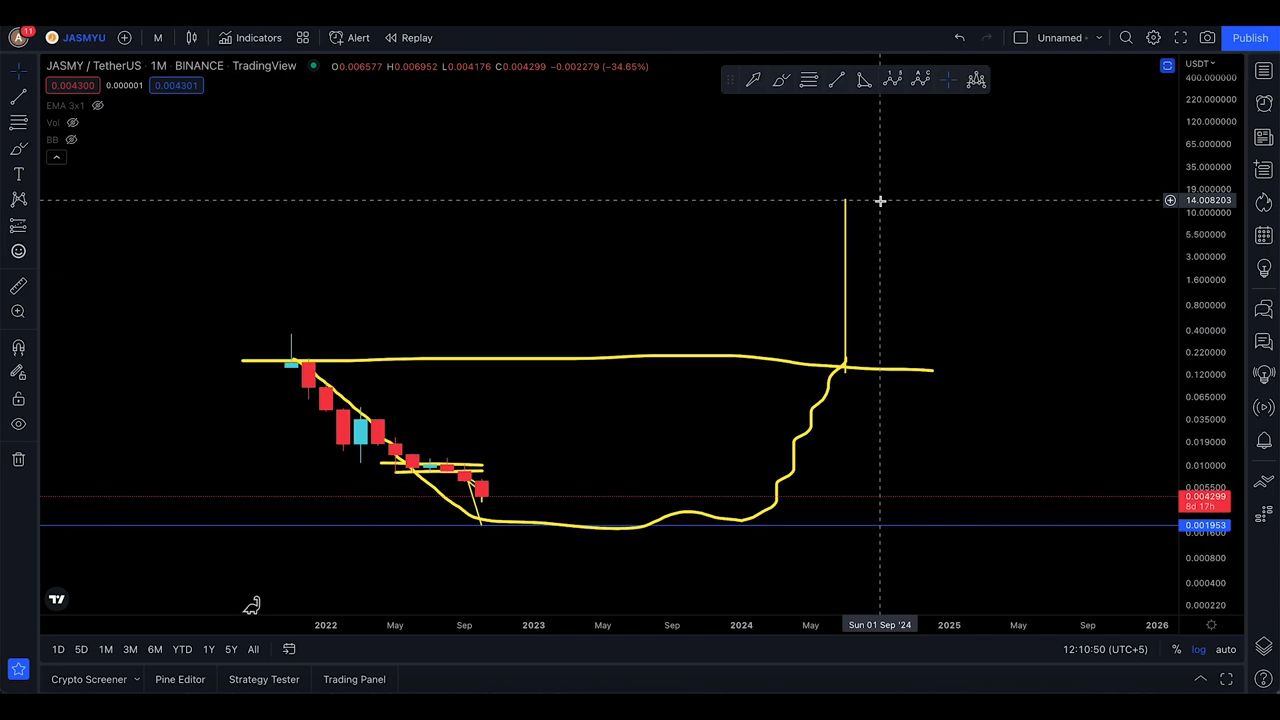 A 11 JASMYU M Indicators Alert Replay Unnamed Publish
JASMY / TetherUS · 1M · BINANCE · TradingView O0.006577 H0.006952 L0.004176 C0.004299 −0.002279 (−34.65%)
0.004300 0.000001 0.004301
EMA 3x1
Vol
BB
USDT
400.000000
220.000000
120.000000
65.000000
35.000000
19.000000
14.008203
10.000000
5.500000
3.000000
1.600000
0.800000
0.400000
0.220000
0.120000
0.065000
0.035000
0.019000
0.010000
0.005500
0.004299
8d 17h
0.001953
0.001600
0.000800
0.000400
0.000220
2022 May Sep 2023 May Sep 2024 May Sun 01 Sep '24 2025 May Sep 2026
1D 5D 1M 3M 6M YTD 1Y 5Y All 12:10:50 (UTC+5) % log auto
Crypto Screener Pine Editor Strategy Tester Trading Panel